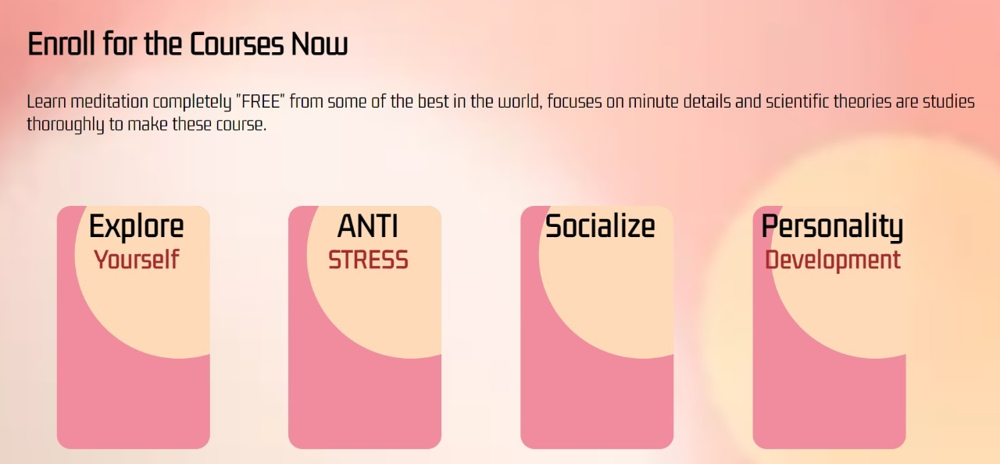 Enroll for the Courses Now
Learn meditation completely "FREE" from some of the best in the world, focuses on minute details and scientific theories are studies
thoroughly to make these course.
Explore
Yourself
ANTI
STRESS
Socialize
Personality
Development